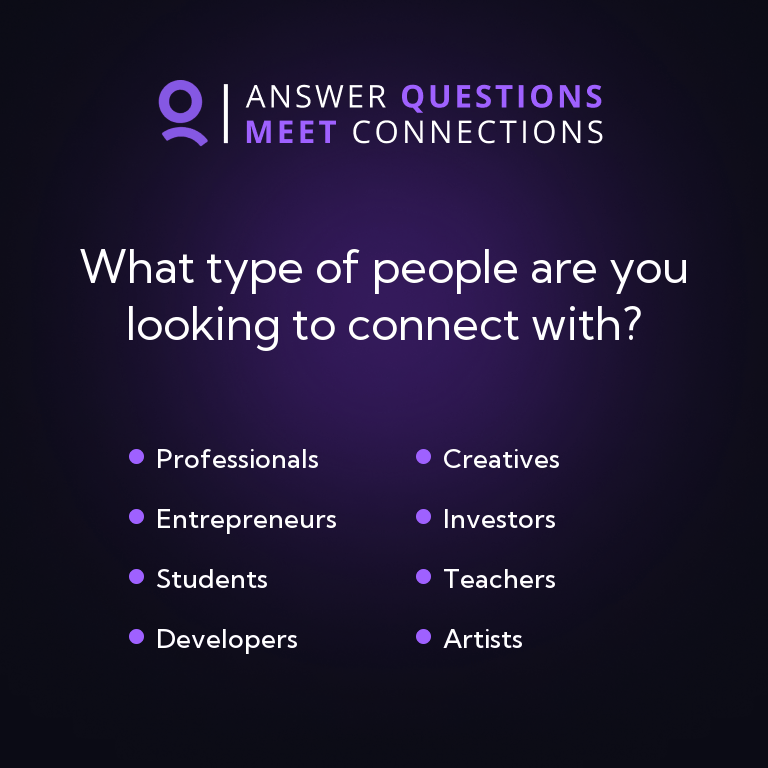 ANSWER QUESTIONS
MEET CONNECTIONS
What type of people are you
looking to connect with?
Professionals
Entrepreneurs
Students
Developers
Creatives
Investors
Teachers
Artists